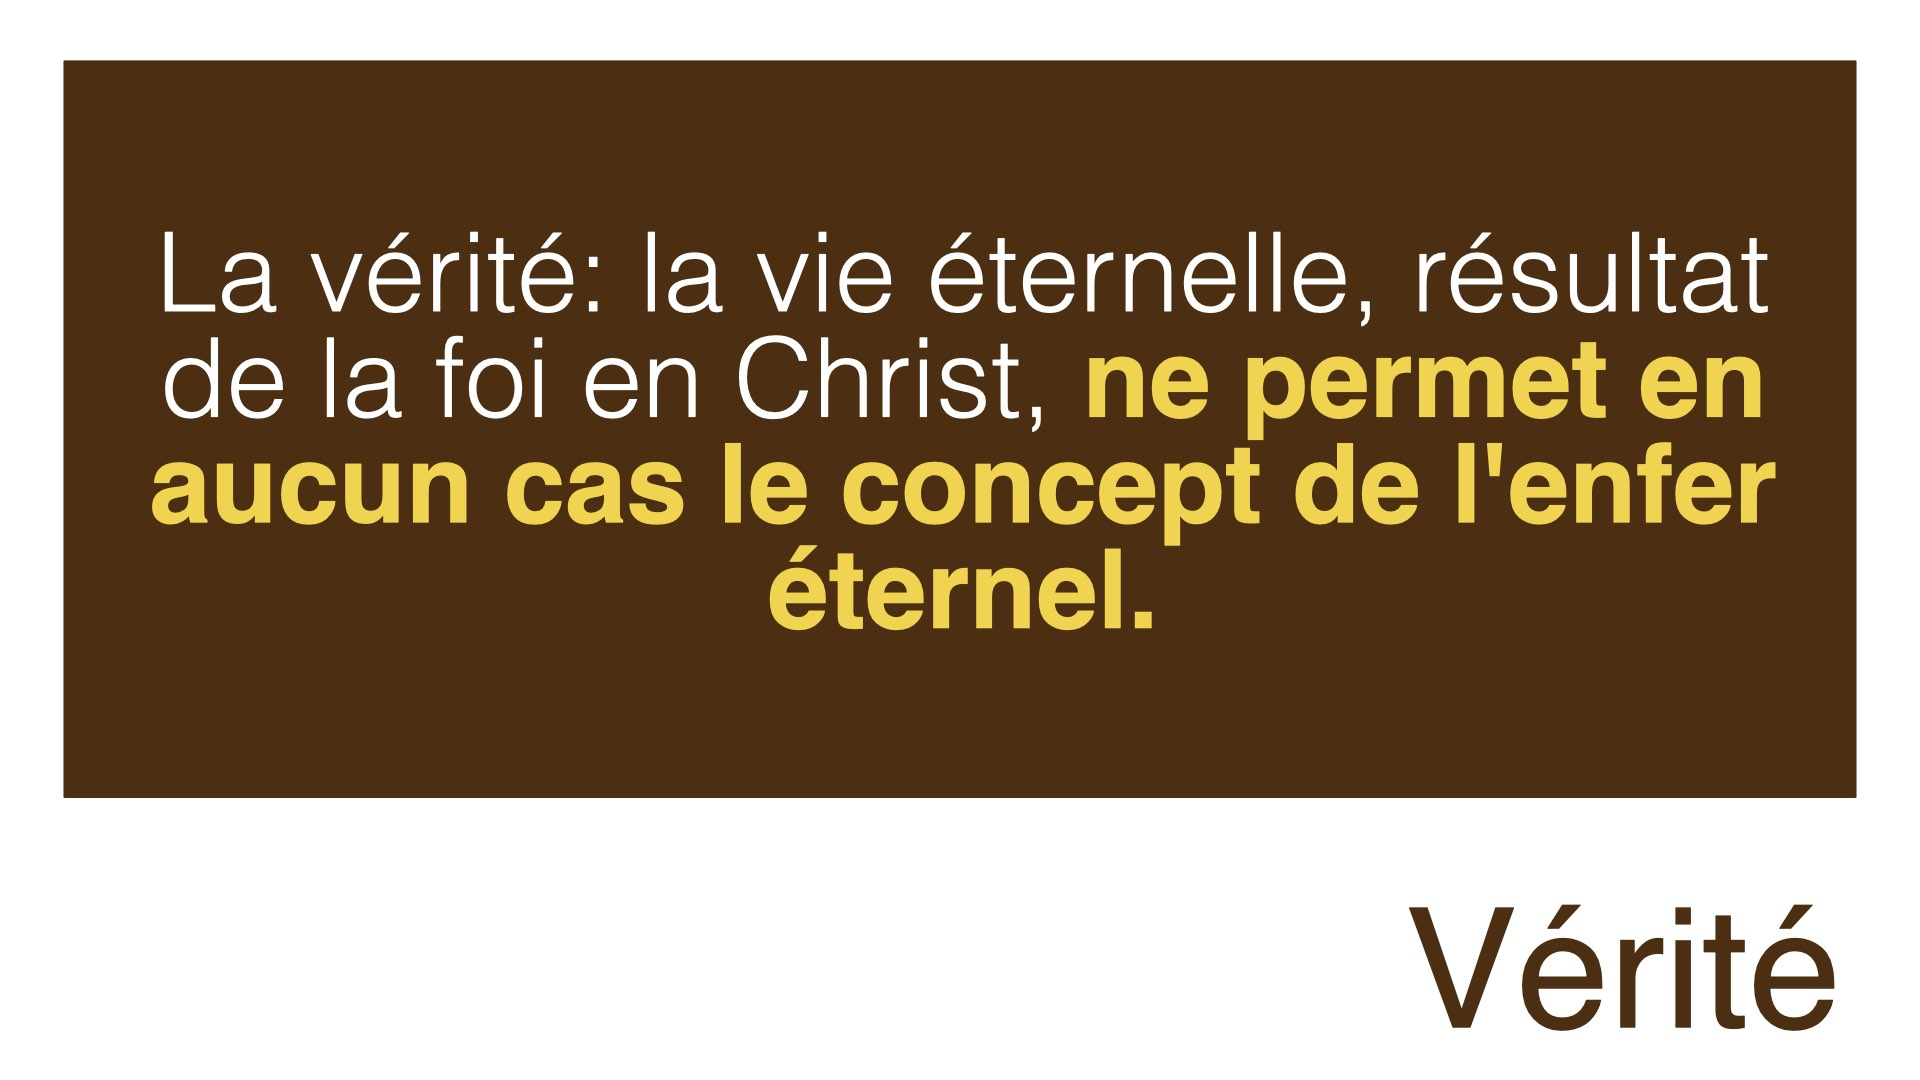 La vérité: la vie éternelle, résultat
de la foi en Christ, ne permet en
aucun cas le concept de l'enfer
éternel.
Vérité